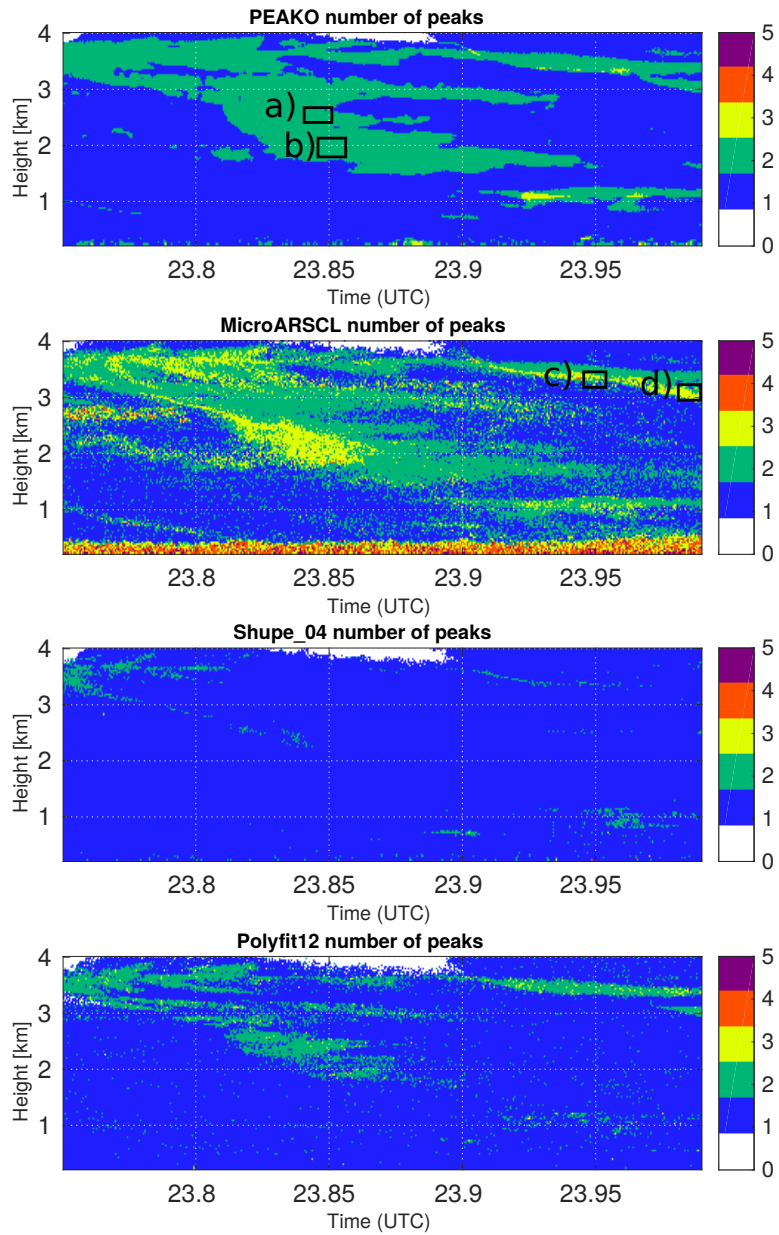 PEAKO number of peaks
4
3
2
1
Height [km]
a)
b)
23.8 23.85 23.9 23.95
Time (UTC)
5
4
3
2
1
0
MicroARSCL number of peaks
4
3
2
1
Height [km]
c)
d)
23.8 23.85 23.9 23.95
Time (UTC)
5
4
3
2
1
0
Shupe_04 number of peaks
4
3
2
1
Height [km]
23.8 23.85 23.9 23.95
Time (UTC)
5
4
3
2
1
0
Polyfit12 number of peaks
4
3
2
1
Height [km]
23.8 23.85 23.9 23.95
Time (UTC)
5
4
3
2
1
0